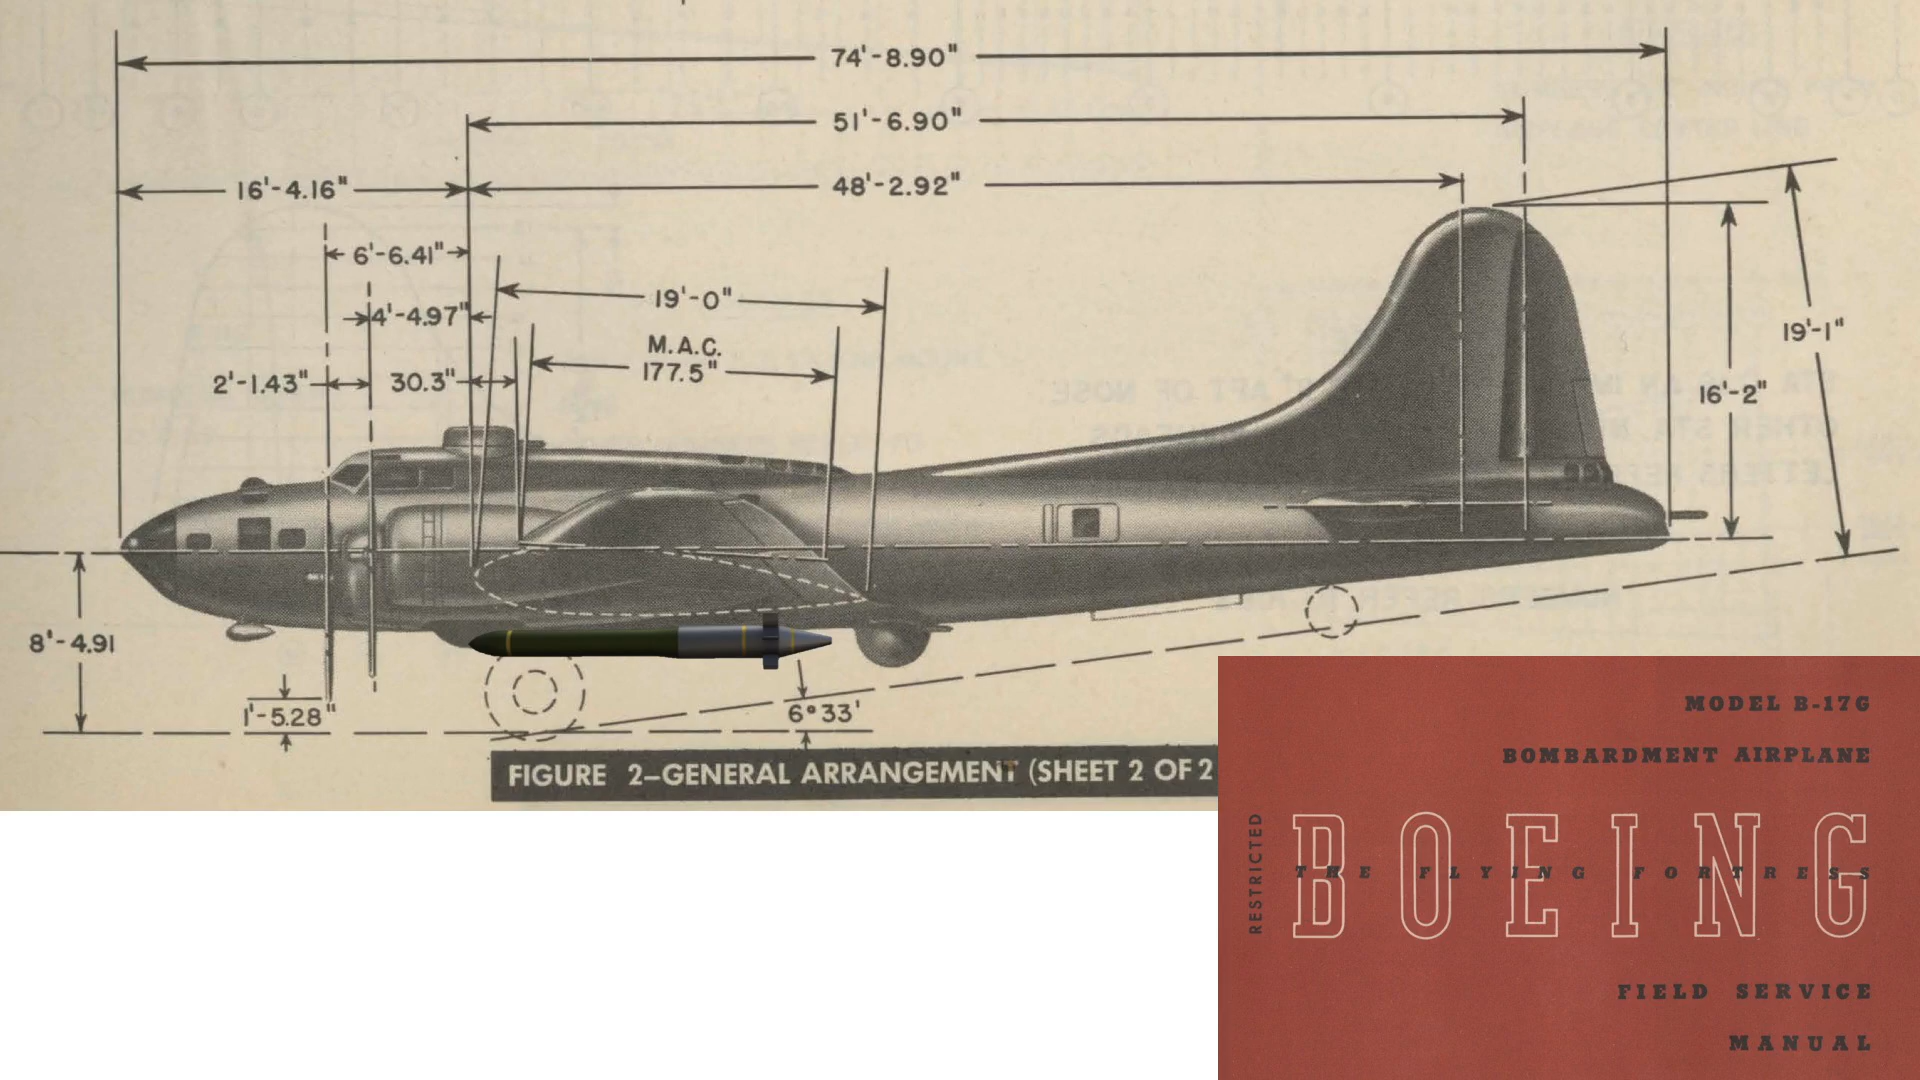 74'-8.90"
51'-6.90"
16'-4.16"
48'-2.92"
6'-6.41"
19'-0"
4'-4.97"
19'-1"
M.A.C.
177.5"
2'-1.43"
30.3"
16'-2"
8'-4.91
1'-5.28"
6°33'
FIGURE 2–GENERAL ARRANGEMENT (SHEET 2 OF 2
MODEL B-17G
BOMBARDMENT AIRPLANE
RESTRICTED
BOEING
THE FLYING FORTRESS
FIELD SERVICE
MANUAL